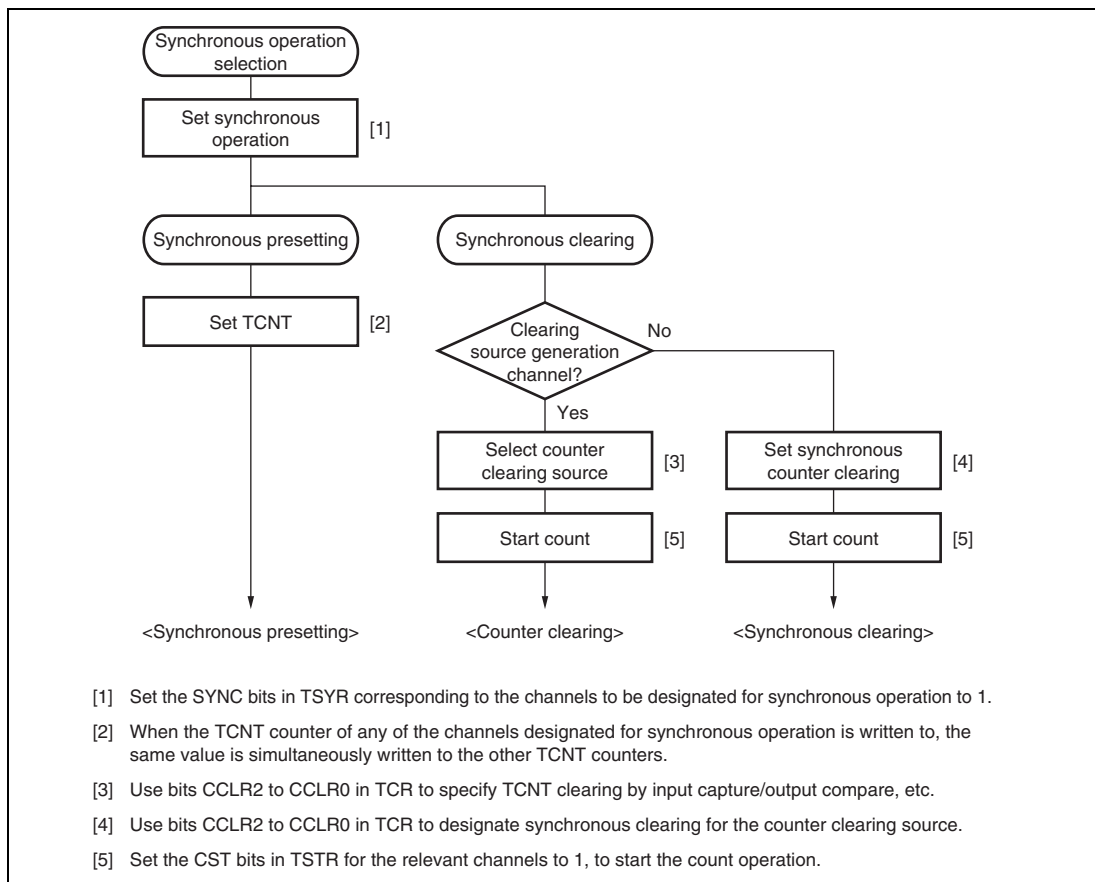 Synchronous operation
selection
Set synchronous
operation
[1]
Synchronous presetting
Synchronous clearing
Set TCNT
[2]
Clearing
source generation
channel?
No
Yes
Select counter
clearing source
[3]
Set synchronous
counter clearing
[4]
Start count
[5]
Start count
[5]
<Synchronous presetting>
<Counter clearing>
<Synchronous clearing>
[1] Set the SYNC bits in TSYR corresponding to the channels to be designated for synchronous operation to 1.
[2] When the TCNT counter of any of the channels designated for synchronous operation is written to, the
same value is simultaneously written to the other TCNT counters.
[3] Use bits CCLR2 to CCLR0 in TCR to specify TCNT clearing by input capture/output compare, etc.
[4] Use bits CCLR2 to CCLR0 in TCR to designate synchronous clearing for the counter clearing source.
[5] Set the CST bits in TSTR for the relevant channels to 1, to start the count operation.